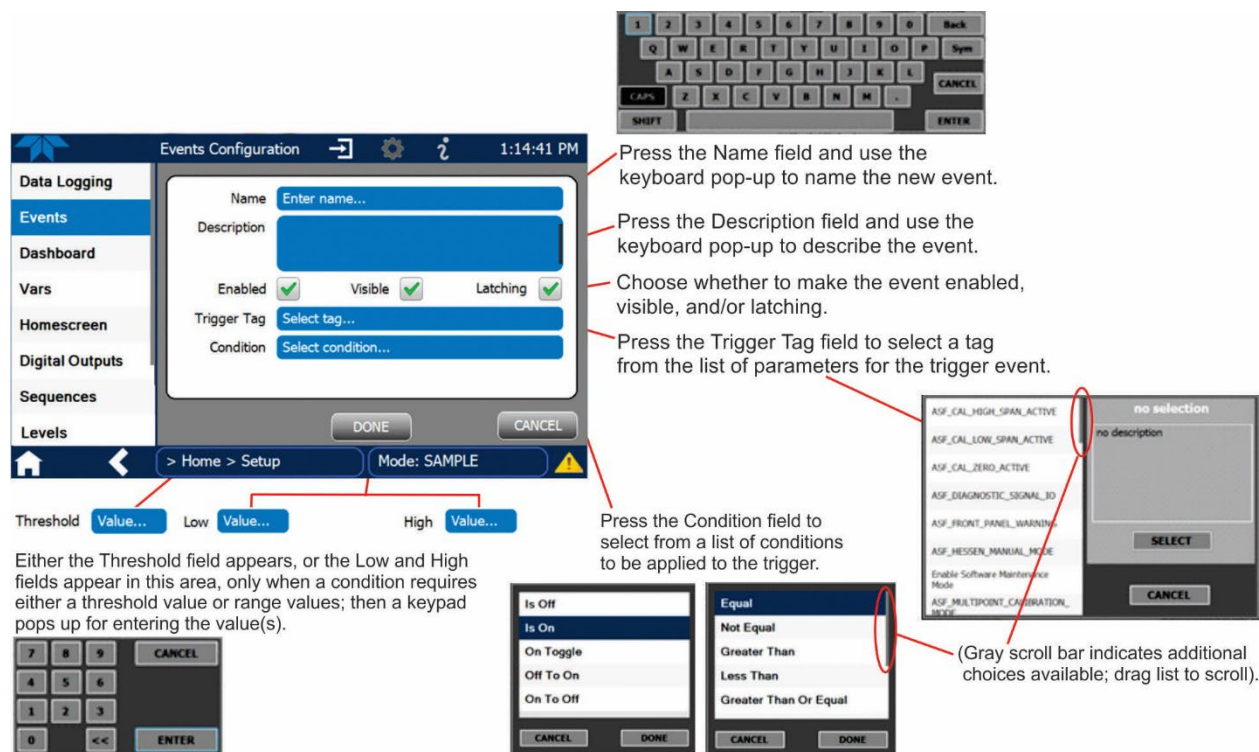 1 2 3 4 5 6 7 8 9 0 Back
Q W E R T Y U I O P Sym
A S D F G H J K L CANCEL
CAPS Z X C V B N M .
SHIFT ENTER
Events Configuration 1:14:41 PM
Data Logging
Events
Dashboard
Vars
Homescreen
Digital Outputs
Sequences
Levels
Name Enter name...
Description
Enabled Visible Latching
Trigger Tag Select tag...
Condition Select condition...
DONE CANCEL
> Home > Setup Mode: SAMPLE
Press the Name field and use the
keyboard pop-up to name the new event.
Press the Description field and use the
keyboard pop-up to describe the event.
Choose whether to make the event enabled,
visible, and/or latching.
Press the Trigger Tag field to select a tag
from the list of parameters for the trigger event.
ASF_CAL_HIGH_SPAN_ACTIVE
ASF_CAL_LOW_SPAN_ACTIVE
ASF_CAL_ZERO_ACTIVE
ASF_DIAGNOSTIC_SIGNAL_IO
ASF_FRONT_PANEL_WARNING
ASF_HESSEN_MANUAL_MODE
Enable Software Maintenance
Mode
ASF_MULTIPOINT_CALIBRATION_
MODE
no selection
no description
SELECT
CANCEL
Threshold Value... Low Value... High Value...
Either the Threshold field appears, or the Low and High
fields appear in this area, only when a condition requires
either a threshold value or range values; then a keypad
pops up for entering the value(s).
7 8 9 CANCEL
4 5 6
1 2 3
0 << ENTER
Press the Condition field to
select from a list of conditions
to be applied to the trigger.
Is Off
Is On
On Toggle
Off To On
On To Off
CANCEL DONE
Equal
Not Equal
Greater Than
Less Than
Greater Than Or Equal
CANCEL DONE
(Gray scroll bar indicates additional
choices available; drag list to scroll).